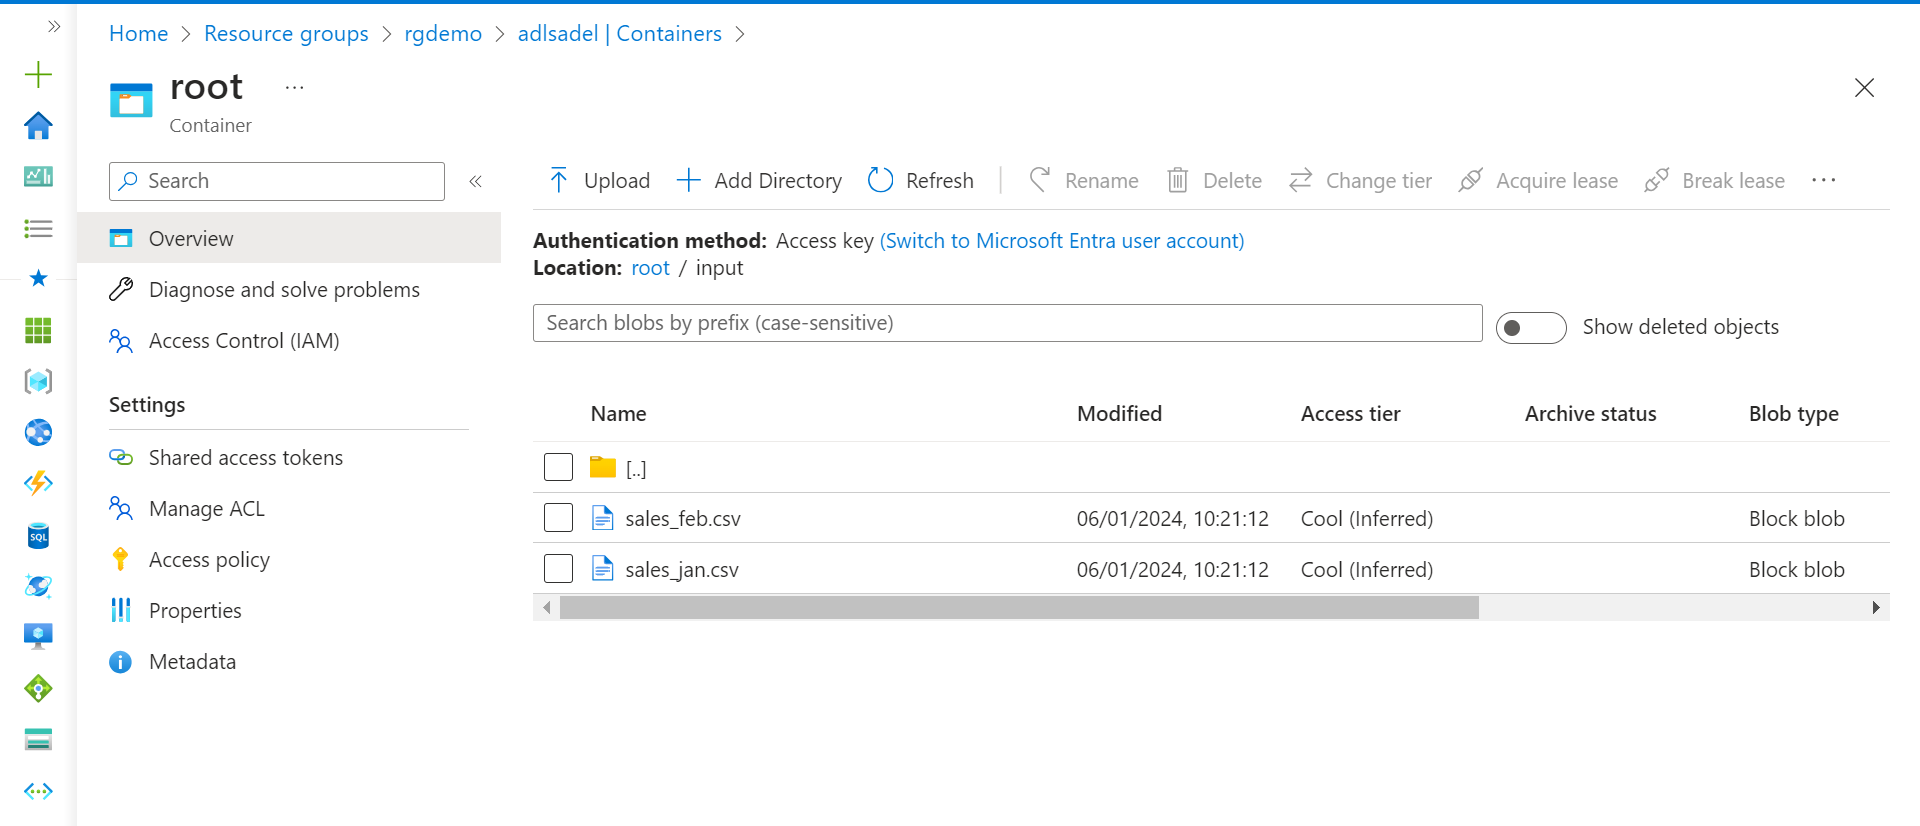 Home > Resource groups > rgdemo > adlsadel | Containers >
root ...
Container
Search
Overview
Diagnose and solve problems
Access Control (IAM)
Settings
Shared access tokens
Manage ACL
Access policy
Properties
Metadata
Upload Add Directory Refresh Rename Delete Change tier Acquire lease Break lease ...
Authentication method: Access key (Switch to Microsoft Entra user account)
Location: root / input
Search blobs by prefix (case-sensitive) Show deleted objects
Name Modified Access tier Archive status Blob type
[..]
sales_feb.csv 06/01/2024, 10:21:12 Cool (Inferred) Block blob
sales_jan.csv 06/01/2024, 10:21:12 Cool (Inferred) Block blob
SQL